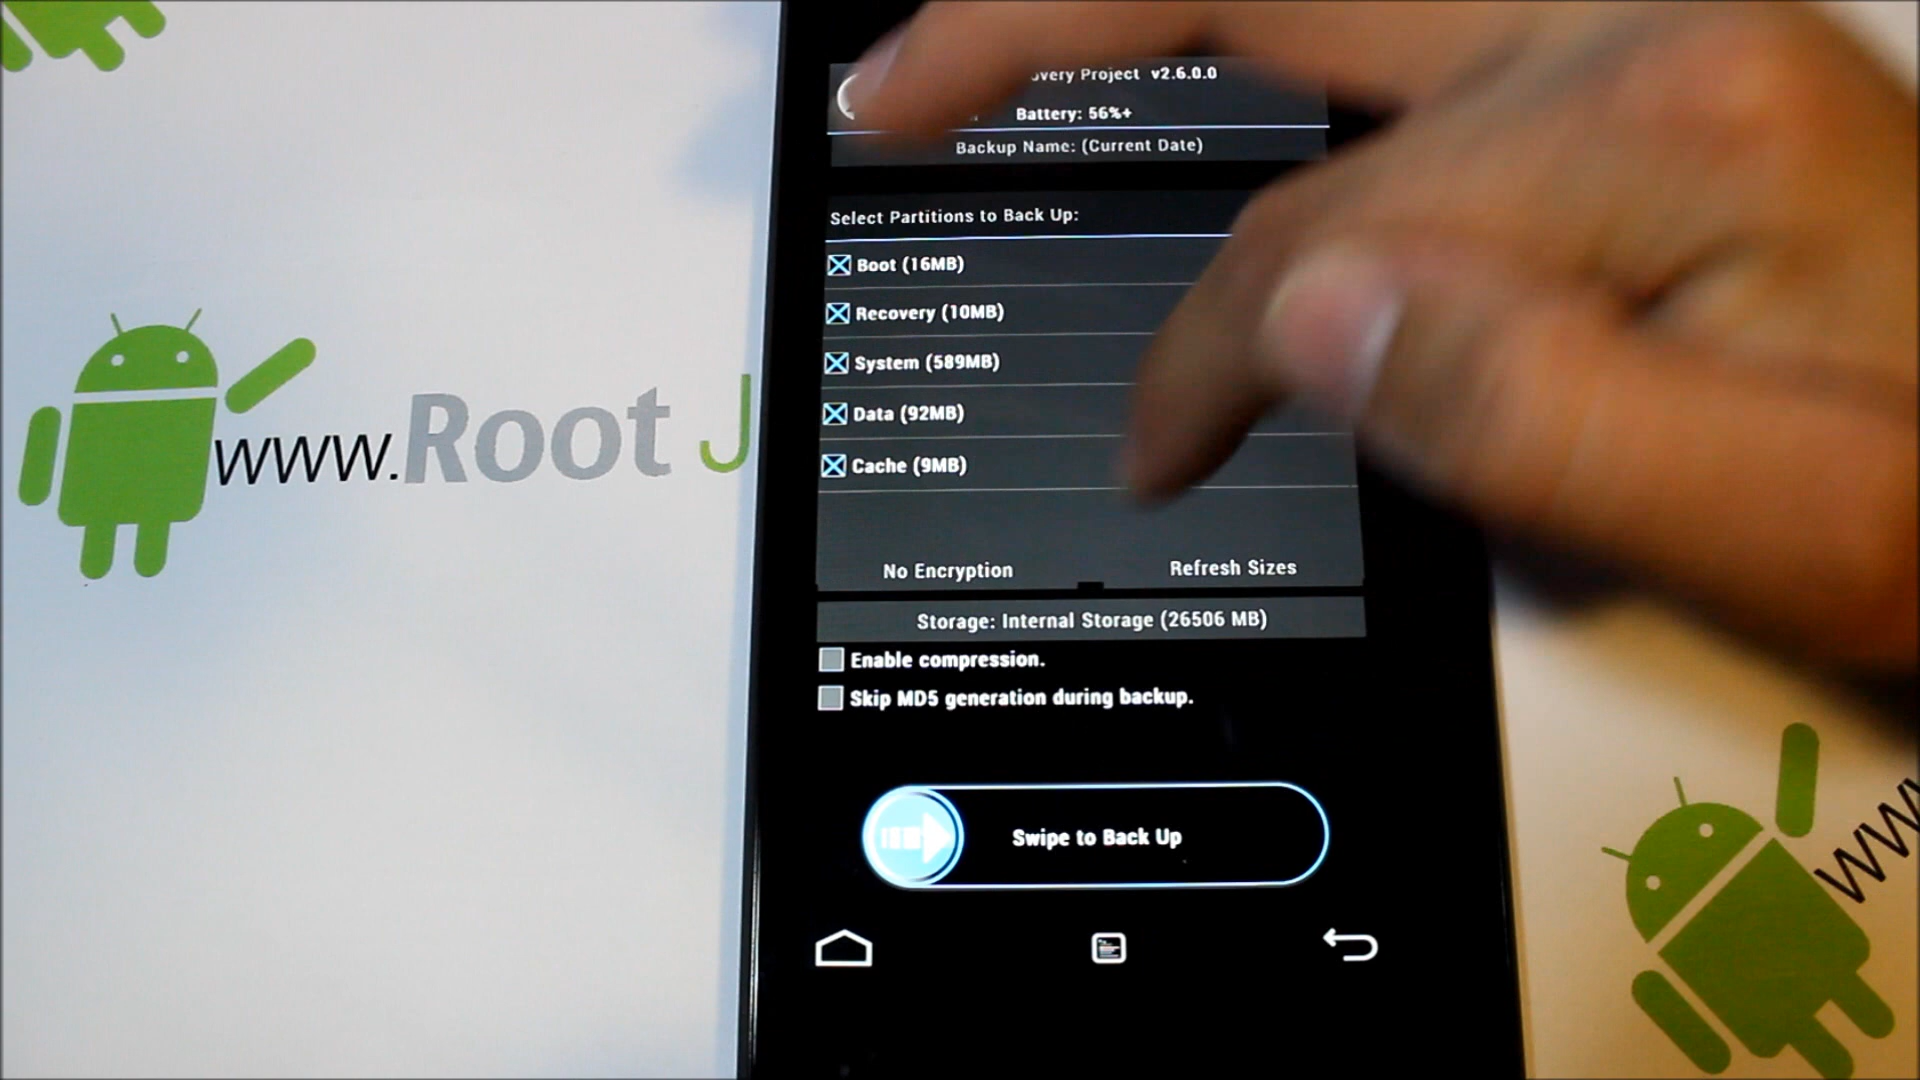 www.Root J
Project v2.6.0.0
Battery: 56%+
Backup Name: (Current Date)
Select Partitions to Back Up:
Boot (16MB)
Recovery (10MB)
System (589MB)
Data (92MB)
Cache (9MB)
No Encryption
Refresh Sizes
Storage: Internal Storage (26506 MB)
Enable compression.
Skip MD5 generation during backup.
Swipe to Back Up
ww